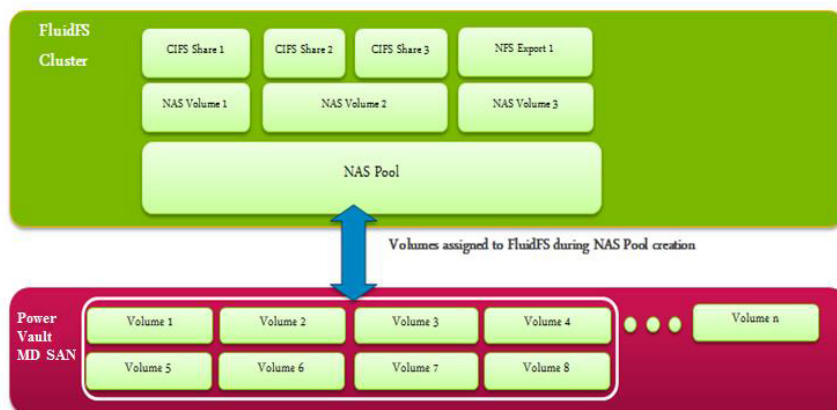 FluidFS
Cluster
CIFS Share 1
CIFS Share 2
CIFS Share 3
NFS Export 1
NAS Volume 1
NAS Volume 2
NAS Volume 3
NAS Pool
Volumes assigned to FluidFS during NAS Pool creation
Power
Vault
MD SAN
Volume 1
Volume 2
Volume 3
Volume 4
Volume n
Volume 5
Volume 6
Volume 7
Volume 8